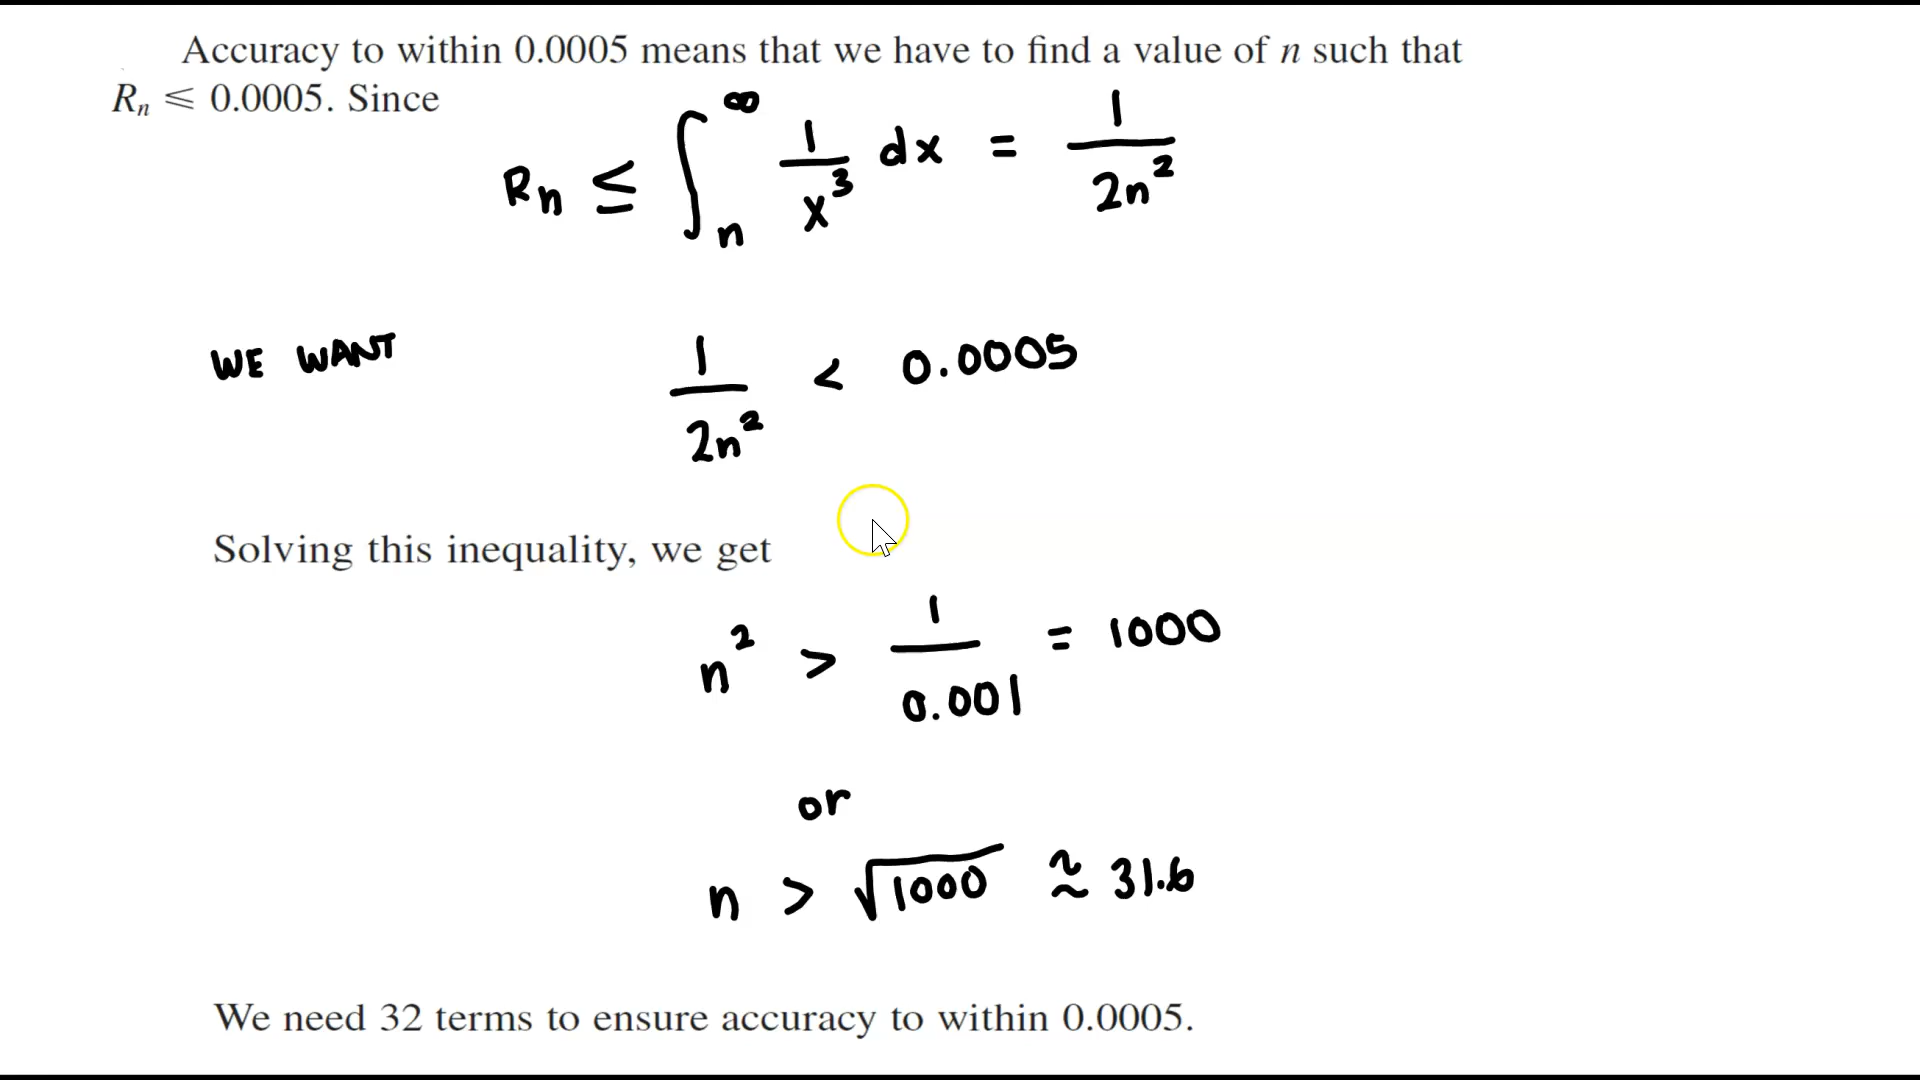 Accuracy to within 0.0005 means that we have to find a value of n such that
Rₙ ⩽ 0.0005. Since
Rₙ ≤ ∫ₙ^∞ 1/x³ dx = 1/2n²
WE WANT 1/2n² < 0.0005
Solving this inequality, we get
n² > 1/0.001 = 1000
or
n > √1000 ≈ 31.6
We need 32 terms to ensure accuracy to within 0.0005.